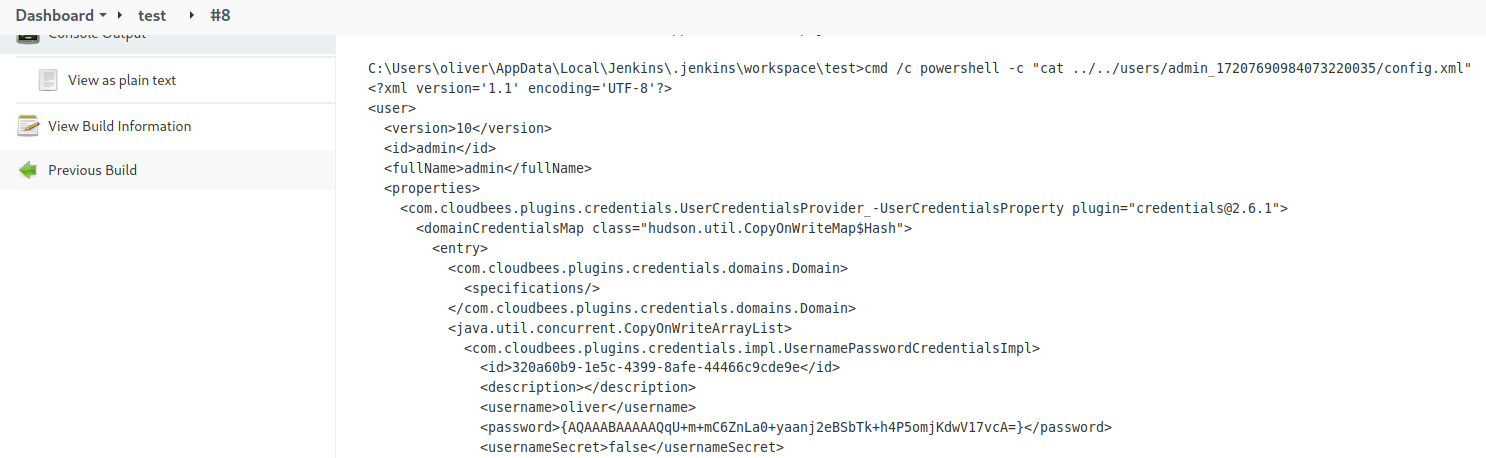 Dashboard test #8
Console Output
View as plain text
View Build Information
Previous Build
C:\Users\oliver\AppData\Local\Jenkins\.jenkins\workspace\test>cmd /c powershell -c "cat ../../users/admin_17207690984073220035/config.xml"
<?xml version='1.1' encoding='UTF-8'?>
<user>
  <version>10</version>
  <id>admin</id>
  <fullName>admin</fullName>
  <properties>
    <com.cloudbees.plugins.credentials.UserCredentialsProvider_-UserCredentialsProperty plugin="credentials@2.6.1">
      <domainCredentialsMap class="hudson.util.CopyOnWriteMap$Hash">
        <entry>
          <com.cloudbees.plugins.credentials.domains.Domain>
            <specifications/>
          </com.cloudbees.plugins.credentials.domains.Domain>
          <java.util.concurrent.CopyOnWriteArrayList>
            <com.cloudbees.plugins.credentials.impl.UsernamePasswordCredentialsImpl>
              <id>320a60b9-1e5c-4399-8afe-44466c9cde9e</id>
              <description></description>
              <username>oliver</username>
              <password>{AQAAABAAAAAQqU+m+mC6ZnLa0+yaanj2eBSbTk+h4P5omjKdwV17vcA=}</password>
              <usernameSecret>false</usernameSecret>